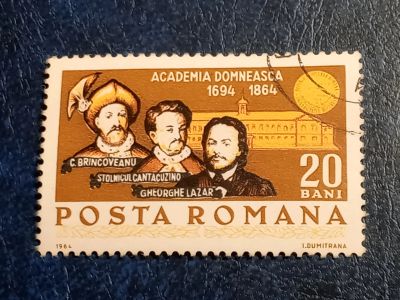 ACADEMIA DOMNEASCA
1694 1864
C. BRINCOVEANU
STOLNICUL CANTACUZINO
GHEORGHE LAZAR
20
BANI
POSTA ROMANA
1964
I. DUMITRANA